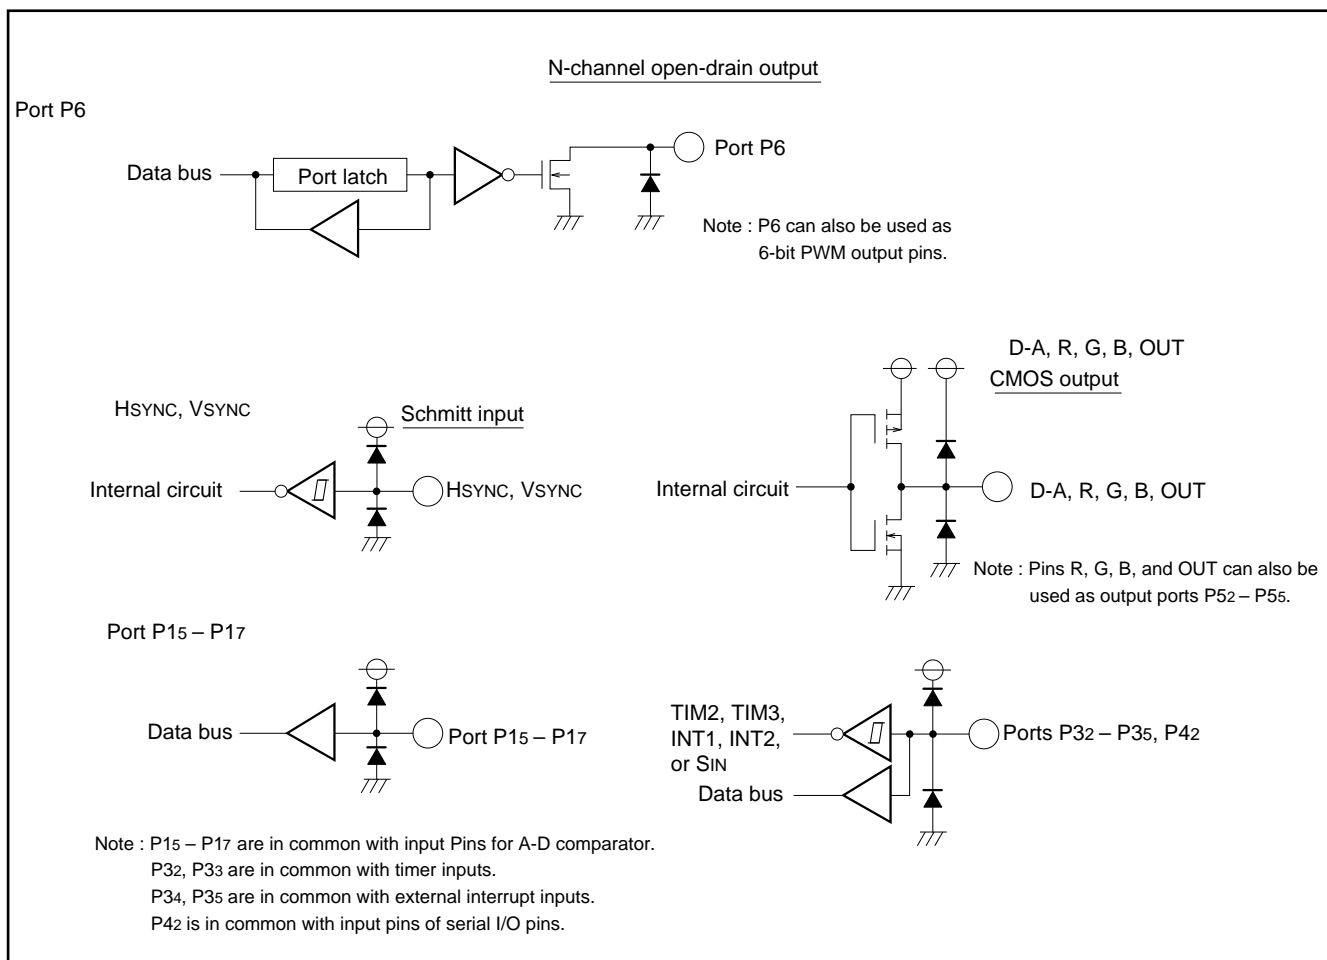 N-channel open-drain output
Port P6
Data bus
Port latch
Port P6
Note : P6 can also be used as
6-bit PWM output pins.
HSYNC, VSYNC
Schmitt input
Internal circuit
HSYNC, VSYNC
D-A, R, G, B, OUT
CMOS output
Internal circuit
D-A, R, G, B, OUT
Note : Pins R, G, B, and OUT can also be
used as output ports P52 – P55.
Port P15 – P17
Data bus
Port P15 – P17
TIM2, TIM3,
INT1, INT2,
or SIN
Data bus
Ports P32 – P35, P42
Note : P15 – P17 are in common with input Pins for A-D comparator.
P32, P33 are in common with timer inputs.
P34, P35 are in common with external interrupt inputs.
P42 is in common with input pins of serial I/O pins.